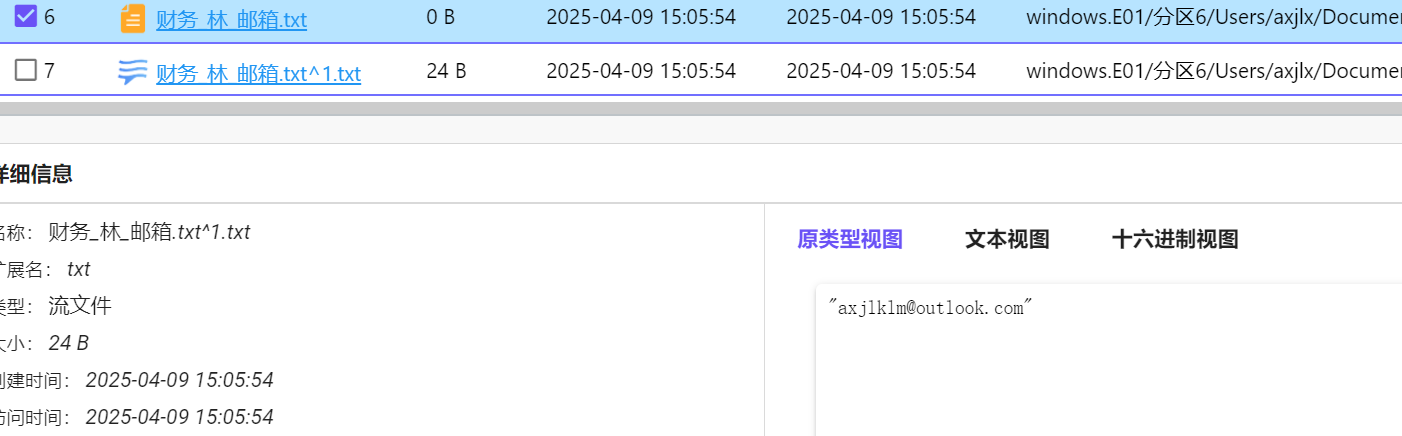 6 财务_林_邮箱.txt 0 B 2025-04-09 15:05:54 2025-04-09 15:05:54 windows.E01/分区6/Users/axjlx/Docume
7 财务_林_邮箱.txt^1.txt 24 B 2025-04-09 15:05:54 2025-04-09 15:05:54 windows.E01/分区6/Users/axjlx/Docume
详细信息
名称： 财务_林_邮箱.txt^1.txt
扩展名： txt
类型： 流文件
大小： 24 B
创建时间： 2025-04-09 15:05:54
访问时间： 2025-04-09 15:05:54
原类型视图 文本视图 十六进制视图
"axjlklm@outlook.com"